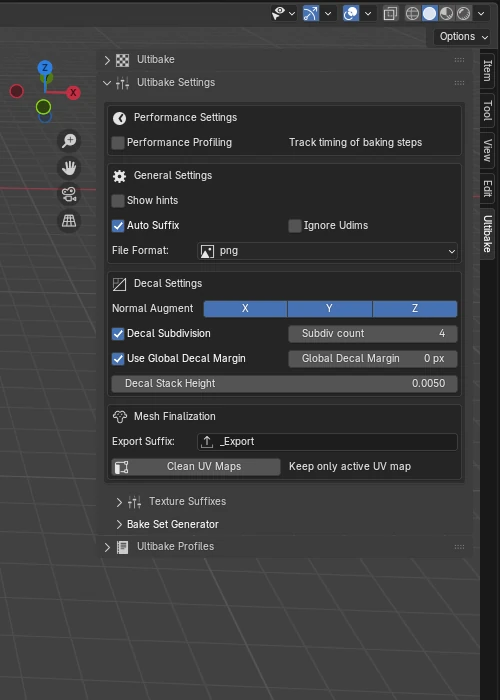 Options
Z
X
Ultibake
Ultibake Settings
Performance Settings
Performance Profiling
Track timing of baking steps
General Settings
Show hints
Auto Suffix
Ignore Udims
File Format:
png
Decal Settings
Normal Augment
X
Y
Z
Decal Subdivision
Subdiv count
4
Use Global Decal Margin
Global Decal Margin
0 px
Decal Stack Height
0.0050
Mesh Finalization
Export Suffix:
_Export
Clean UV Maps
Keep only active UV map
Texture Suffixes
Bake Set Generator
Ultibake Profiles
Item
Tool
View
Edit
Ultibake